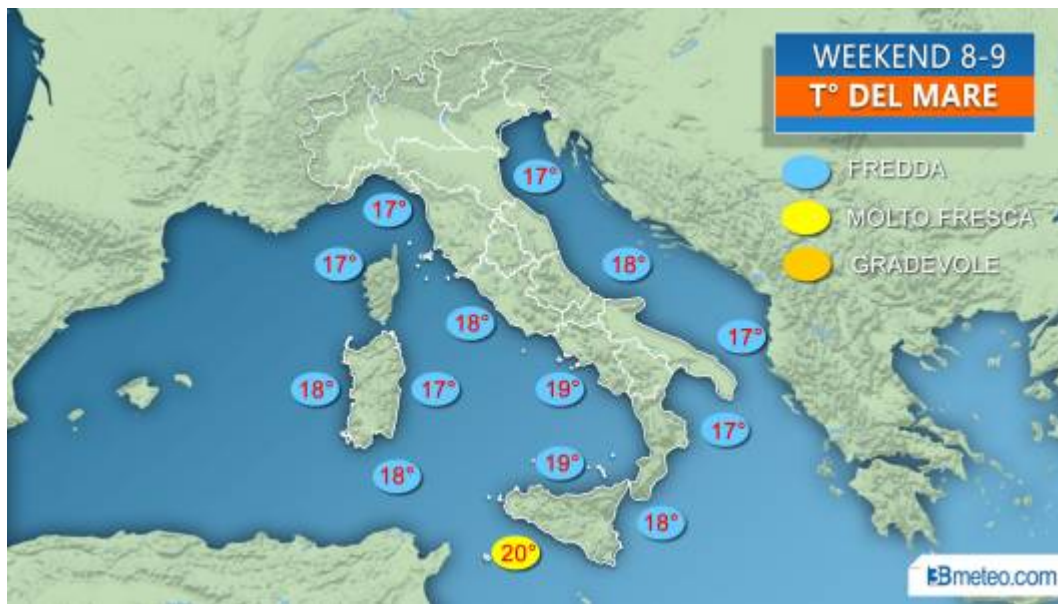 WEEKEND 8-9
T° DEL MARE
FREDDA
MOLTO FRESCA
GRADEVOLE
17°
17°
17°
18°
18°
17°
18°
17°
19°
17°
19°
18°
18°
20°
3Bmeteo.com